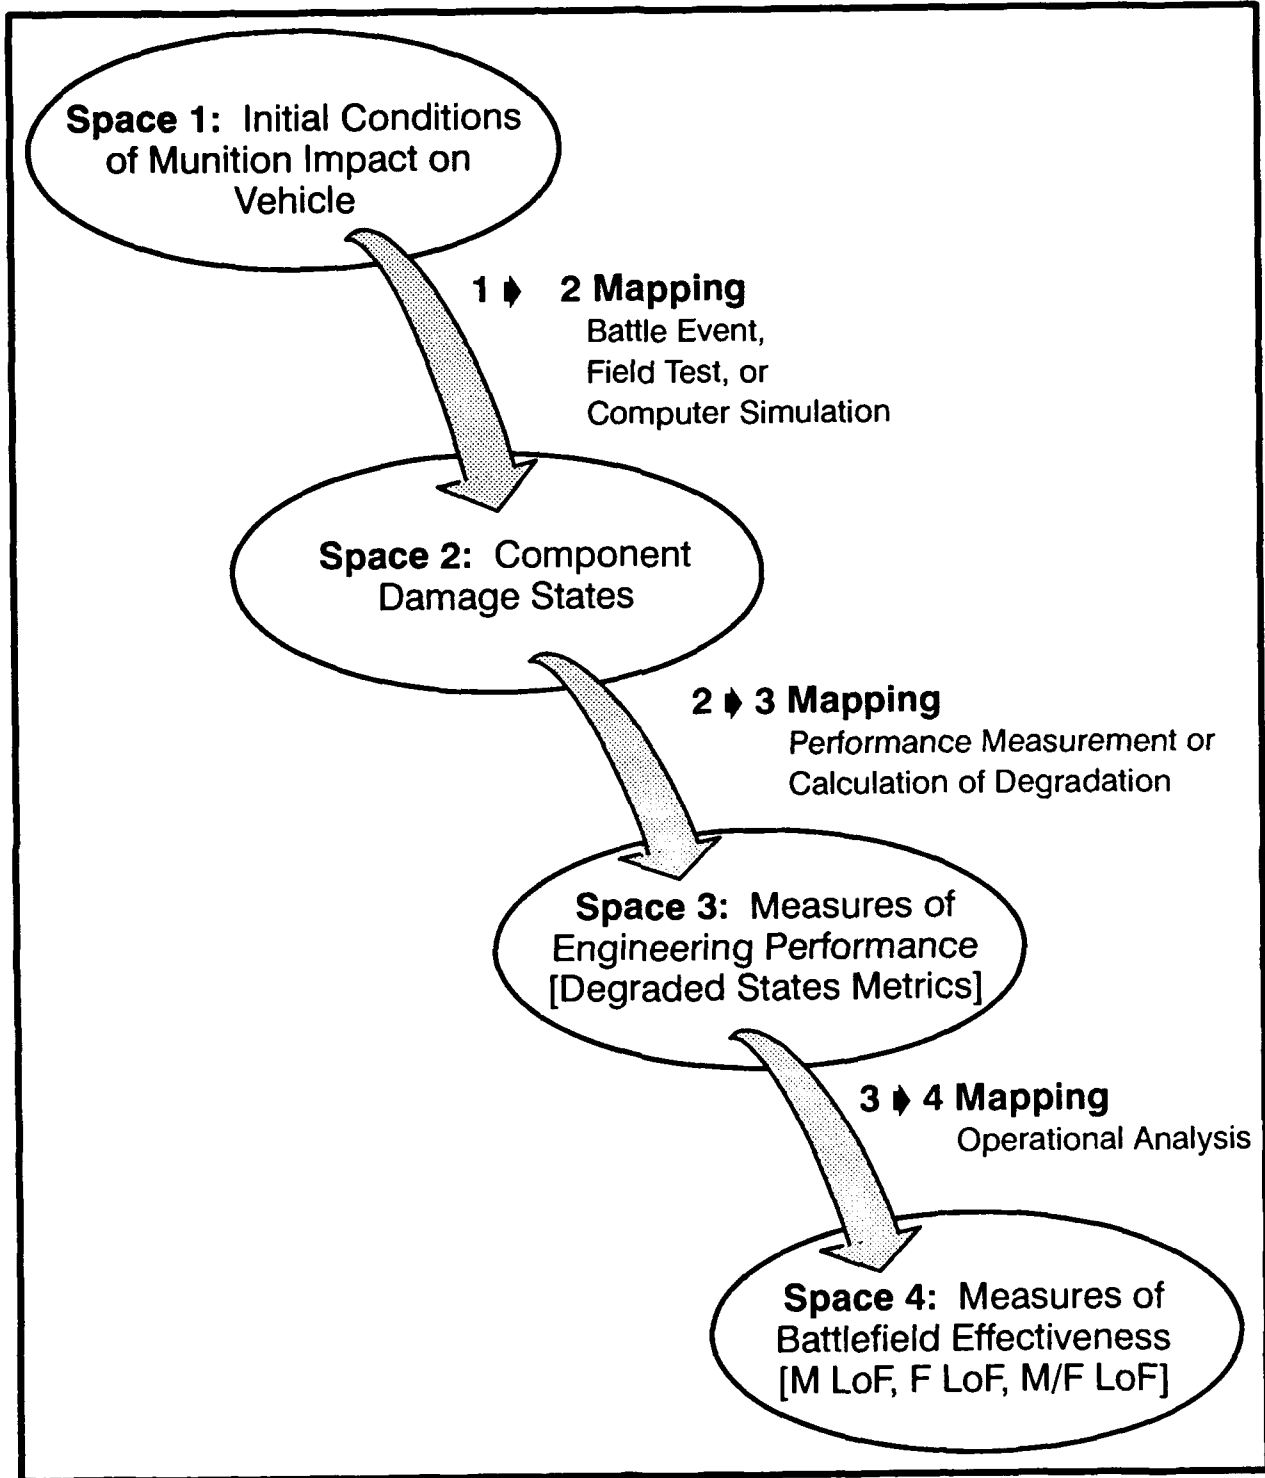 Space 1: Initial Conditions
of Munition Impact on
Vehicle
1 ➧ 2 Mapping
Battle Event,
Field Test, or
Computer Simulation
Space 2: Component
Damage States
2 ➧ 3 Mapping
Performance Measurement or
Calculation of Degradation
Space 3: Measures of
Engineering Performance
[Degraded States Metrics]
3 ➧ 4 Mapping
Operational Analysis
Space 4: Measures of
Battlefield Effectiveness
[M LoF, F LoF, M/F LoF]